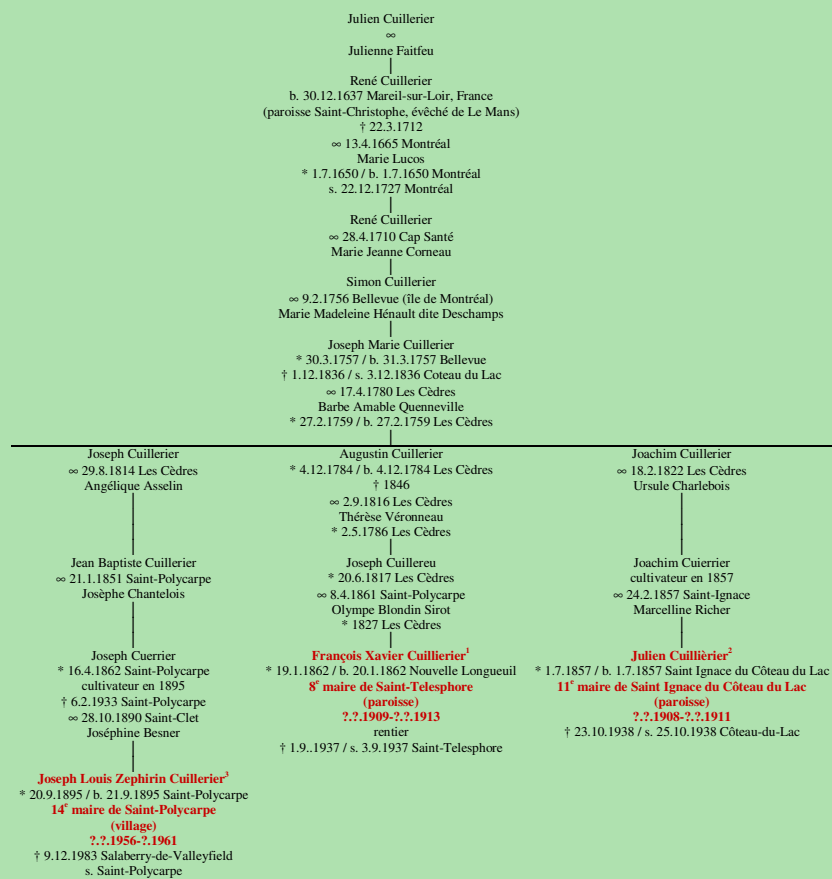 Julien Cuillerier
∞
Julienne Faitfeu
René Cuillerier
b. 30.12.1637 Mareil-sur-Loir, France
(paroisse Saint-Christophe, évêché de Le Mans)
† 22.3.1712
∞ 13.4.1665 Montréal
Marie Lucos
* 1.7.1650 / b. 1.7.1650 Montréal
s. 22.12.1727 Montréal
René Cuillerier
∞ 28.4.1710 Cap Santé
Marie Jeanne Corneau
Simon Cuillerier
∞ 9.2.1756 Bellevue (île de Montréal)
Marie Madeleine Hénault dite Deschamps
Joseph Marie Cuillerier
* 30.3.1757 / b. 31.3.1757 Bellevue
† 1.12.1836 / s. 3.12.1836 Coteau du Lac
∞ 17.4.1780 Les Cèdres
Barbe Amable Quenneville
* 27.2.1759 / b. 27.2.1759 Les Cèdres
Joseph Cuillerier
∞ 29.8.1814 Les Cèdres
Angélique Asselin
Jean Baptiste Cuillerier
∞ 21.1.1851 Saint-Polycarpe
Josèphe Chantelois
Joseph Cuerrier
* 16.4.1862 Saint-Polycarpe
cultivateur en 1895
† 6.2.1933 Saint-Polycarpe
∞ 28.10.1890 Saint-Clet
Joséphine Besner
Joseph Louis Zephirin Cuillerier³
* 20.9.1895 / b. 21.9.1895 Saint-Polycarpe
14e maire de Saint-Polycarpe
(village)
?.?.1956-?.1961
† 9.12.1983 Salaberry-de-Valleyfield
s. Saint-Polycarpe
Augustin Cuillerier
* 4.12.1784 / b. 4.12.1784 Les Cèdres
† 1846
∞ 2.9.1816 Les Cèdres
Thérèse Véronneau
* 2.5.1786 Les Cèdres
Joseph Cuillereu
* 20.6.1817 Les Cèdres
∞ 8.4.1861 Saint-Polycarpe
Olympe Blondin Sirot
* 1827 Les Cèdres
François Xavier Cuillierier¹
* 19.1.1862 / b. 20.1.1862 Nouvelle Longueuil
8e maire de Saint-Telesphore
(paroisse)
?.?.1909-?.?.1913
rentier
† 1.9..1937 / s. 3.9.1937 Saint-Telesphore
Joachim Cuillerier
∞ 18.2.1822 Les Cèdres
Ursule Charlebois
Joachim Cuierrier
cultivateur en 1857
∞ 24.2.1857 Saint-Ignace
Marcelline Richer
Julien Cuillièrier²
* 1.7.1857 / b. 1.7.1857 Saint Ignace du Côteau du Lac
11e maire de Saint Ignace du Côteau du Lac
(paroisse)
?.?.1908-?.?.1911
† 23.10.1938 / s. 25.10.1938 Côteau-du-Lac